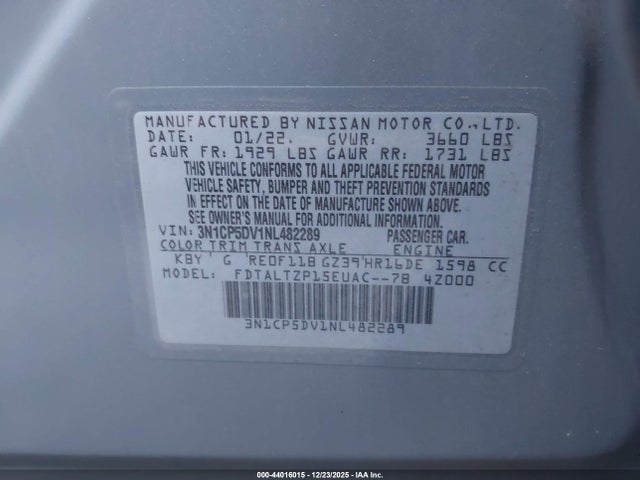 MANUFACTURED BY NISSAN MOTOR CO.,LTD.
DATE: 01/22. GVWR: 3660 LBS
GAWR FR: 1929 LBS GAWR RR: 1731 LBS
THIS VEHICLE CONFORMS TO ALL APPLICABLE FEDERAL MOTOR
VEHICLE SAFETY, BUMPER AND THEFT PREVENTION STANDARDS
IN EFFECT ON THE DATE OF MANUFACTURE SHOWN ABOVE.
SEE OWNER'S MANUAL FOR ADDITIONAL INFORMATION.
VIN: 3N1CP5DV1NL482289 PASSENGER CAR.
COLOR TRIM TRANS AXLE ENGINE
KBY G RE0F11B GZ39 HR16DE 1598 CC
MODEL: FDTALTZP15EUAC--78 4Z000
3N1CP5DV1NL482289
000-44016015 - 12/23/2025 - IAA Inc.